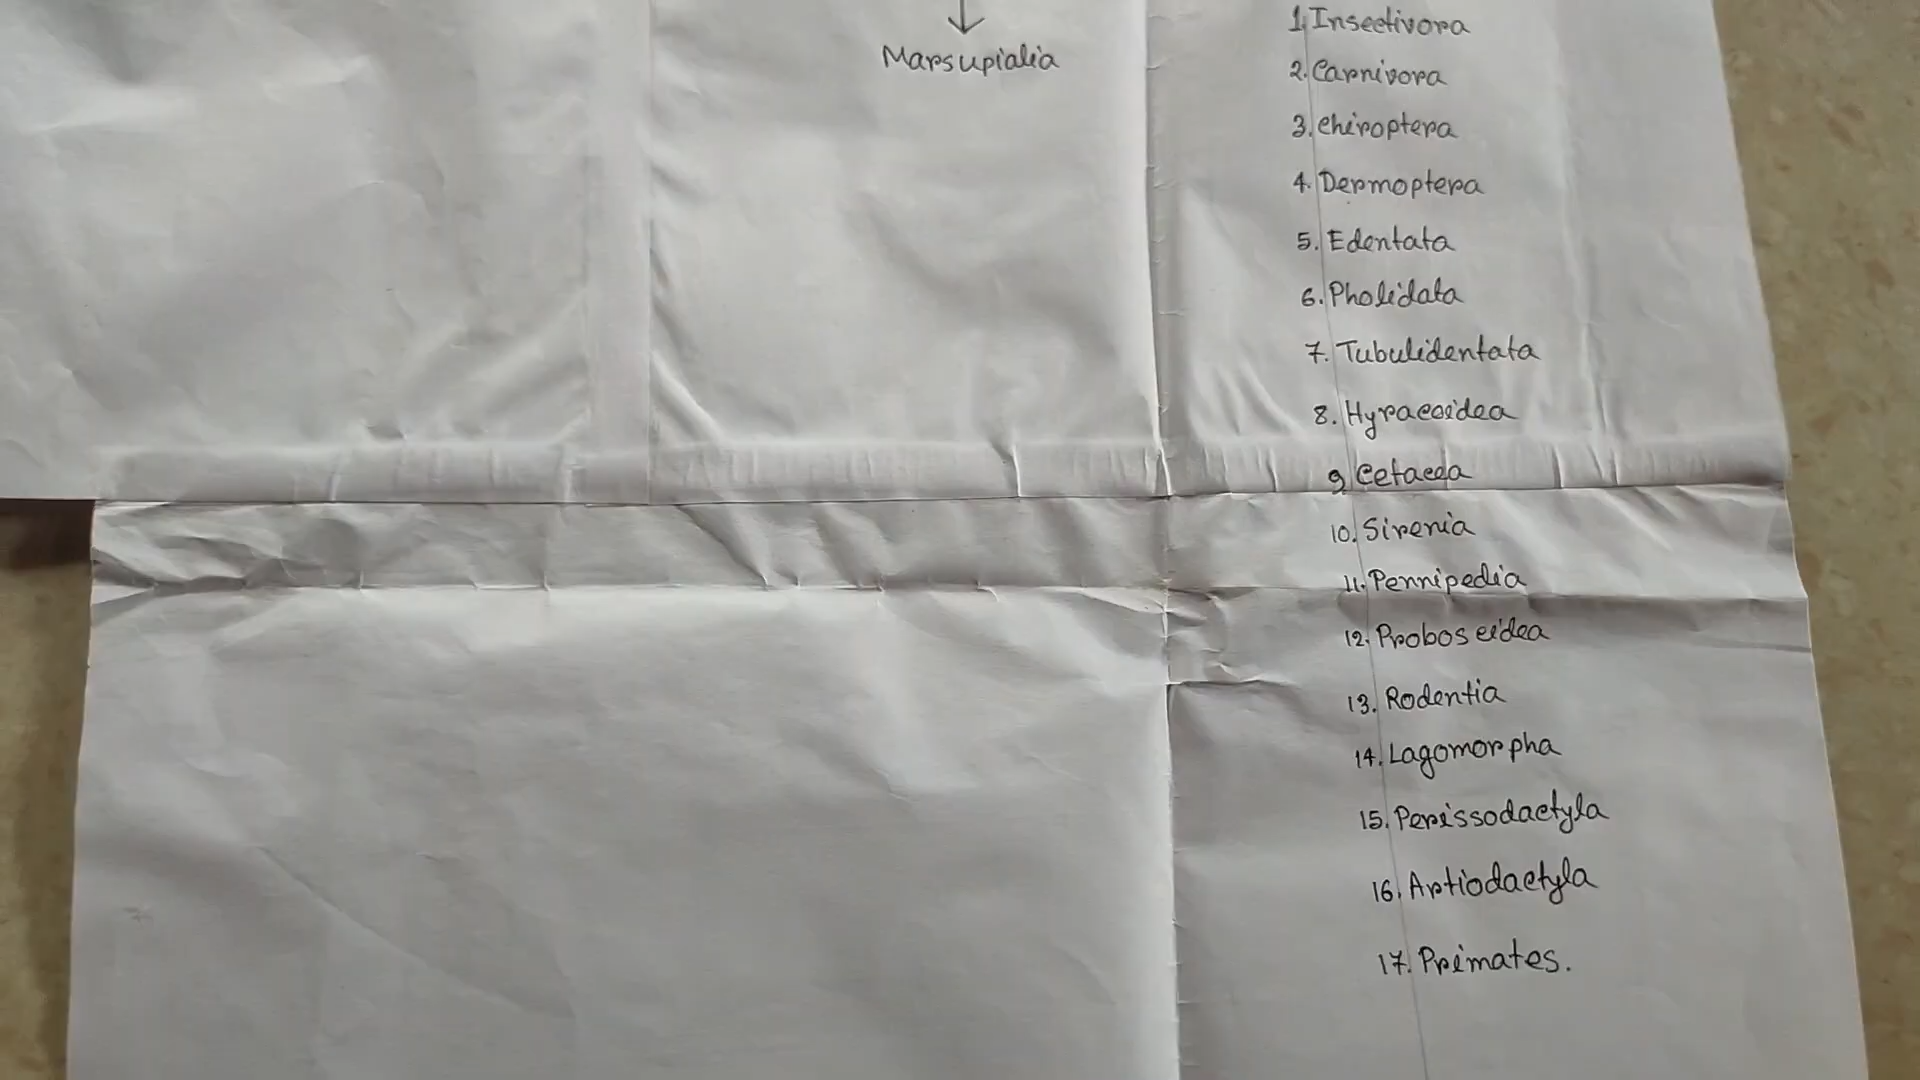 Marsupialia
1. Insectivora
2. Carnivora
3. Chiroptera
4. Dermoptera
5. Edentata
6. Pholidata
7. Tubulidentata
8. Hyracoidea
9. Cetacea
10. Sirenia
11. Pennipedia
12. Proboscidea
13. Rodentia
14. Lagomorpha
15. Perissodactyla
16. Artiodactyla
17. Primates.